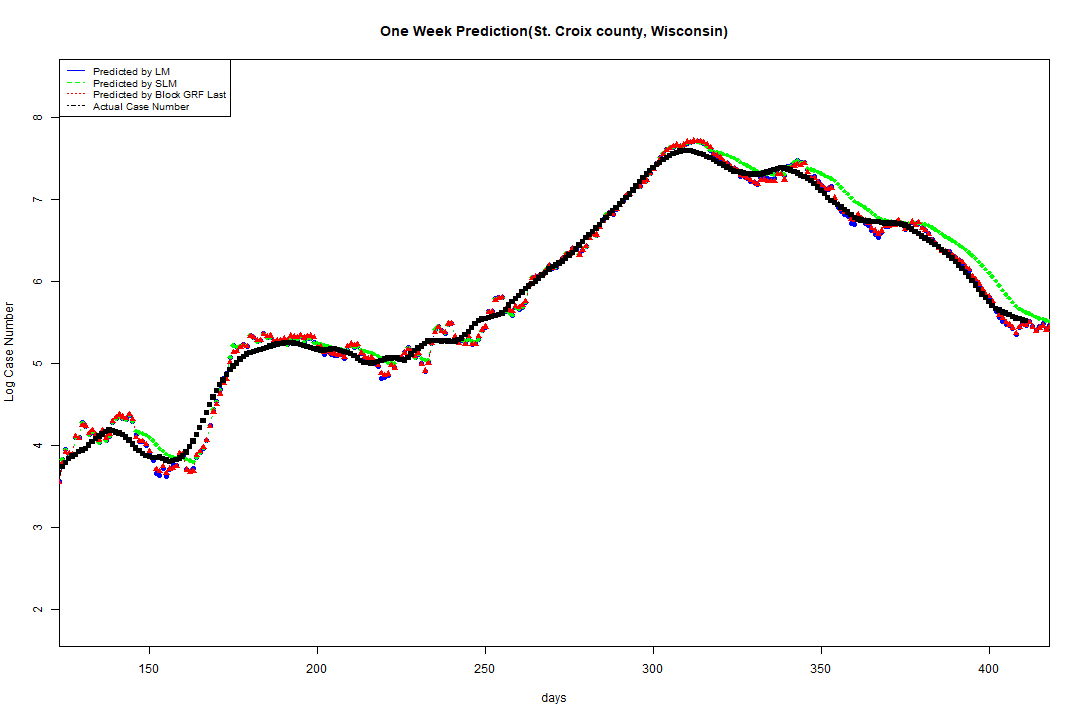 One Week Prediction(St. Croix county, Wisconsin)
Predicted by LM
Predicted by SLM
Predicted by Block GRF Last
Actual Case Number
8
7
6
5
4
3
2
Log Case Number
150 200 250 300 350 400
days